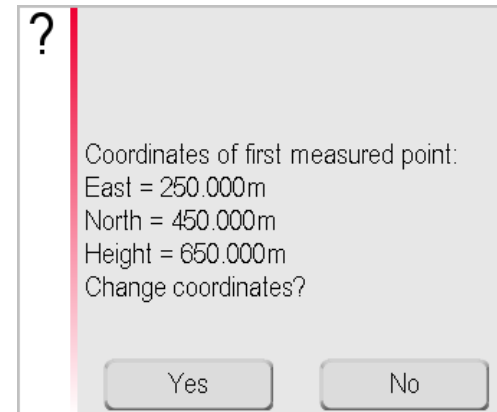 ?
Coordinates of first measured point:
East = 250.000m
North = 450.000m
Height = 650.000m
Change coordinates?
Yes No